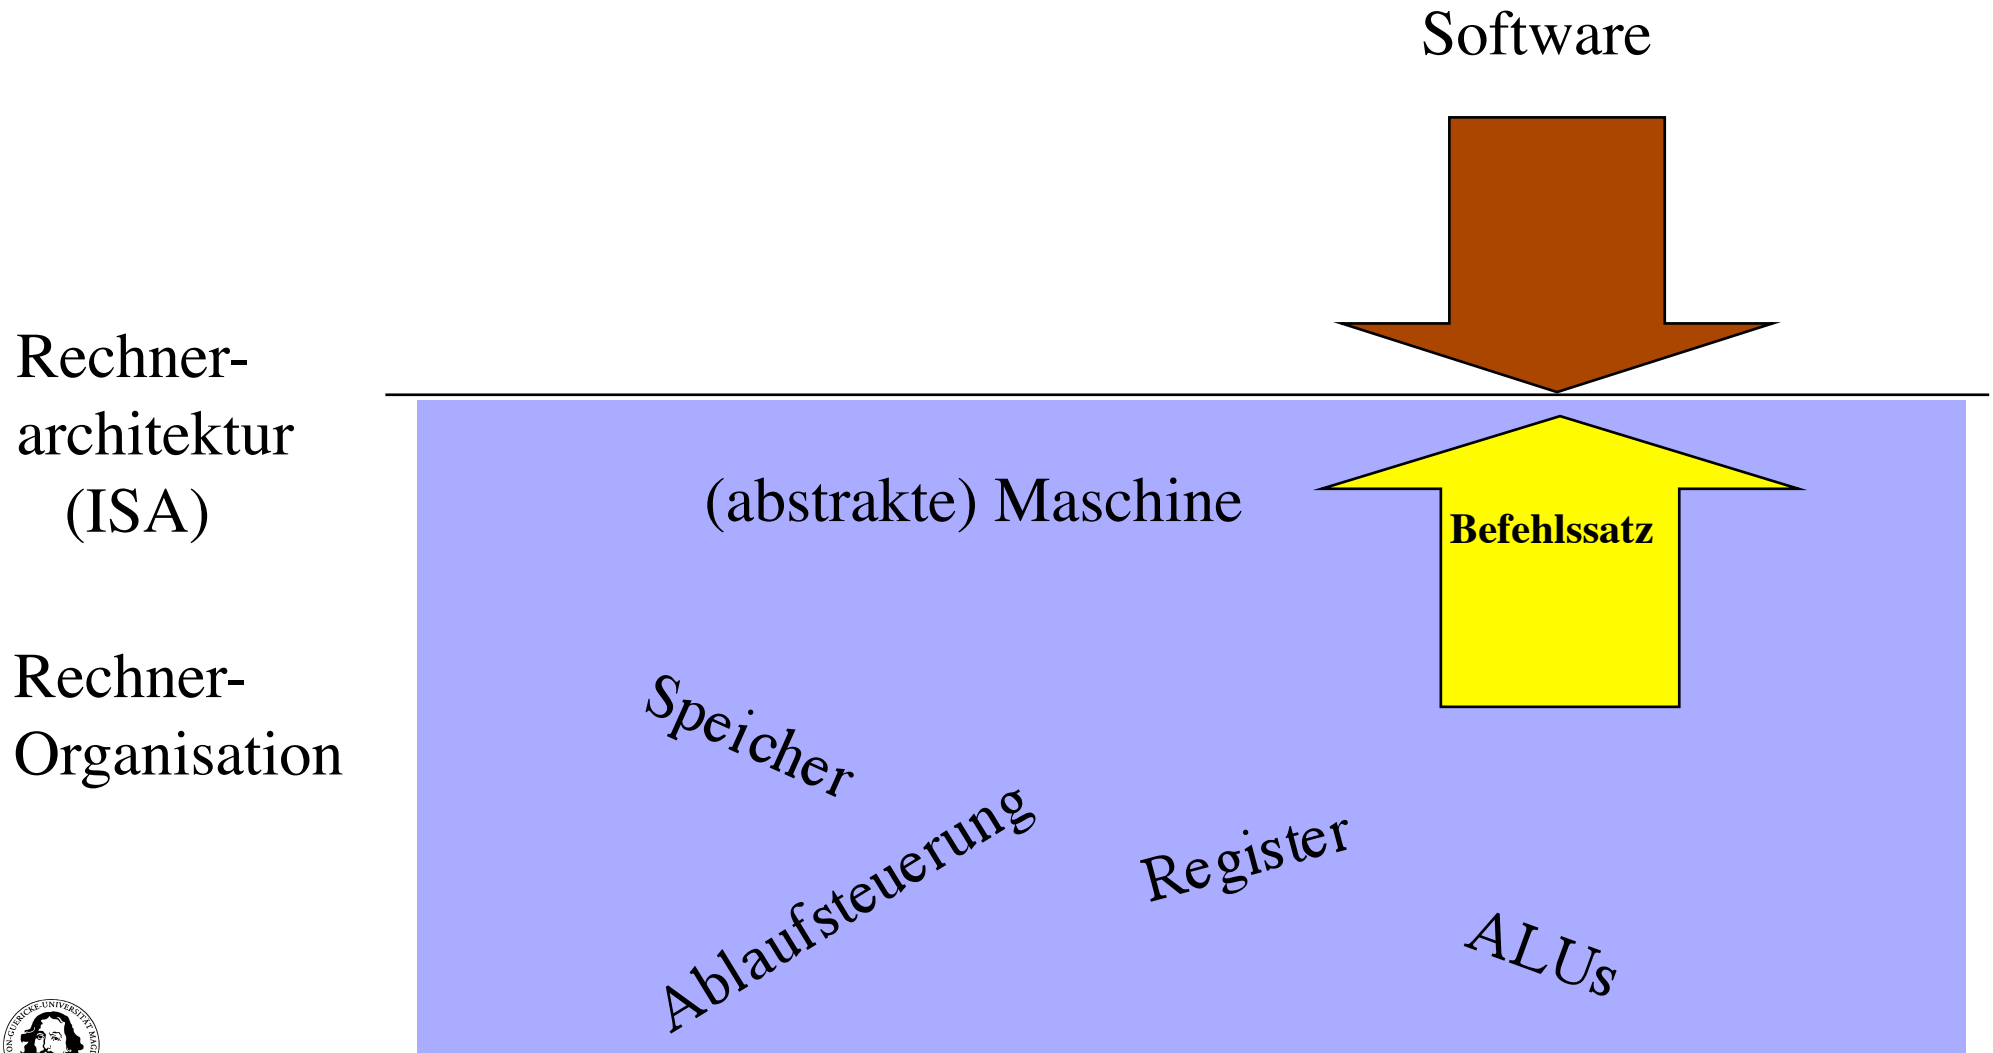 Software
Rechner-
architektur
(ISA)
(abstrakte) Maschine
Befehlssatz
Rechner-
Organisation
Speicher
Ablaufsteuerung
Register
ALUs